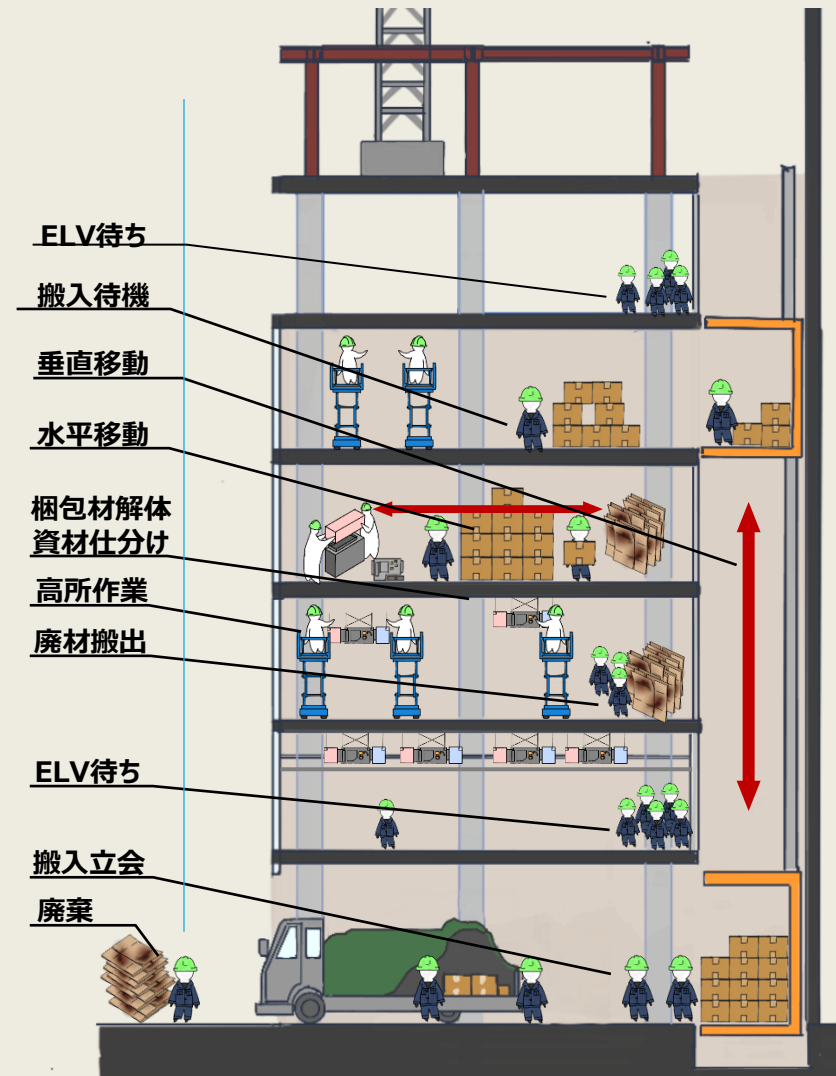 ELV待ち
搬入待機
垂直移動
水平移動
梱包材解体
資材仕分け
高所作業
廃材搬出
ELV待ち
搬入立会
廃棄